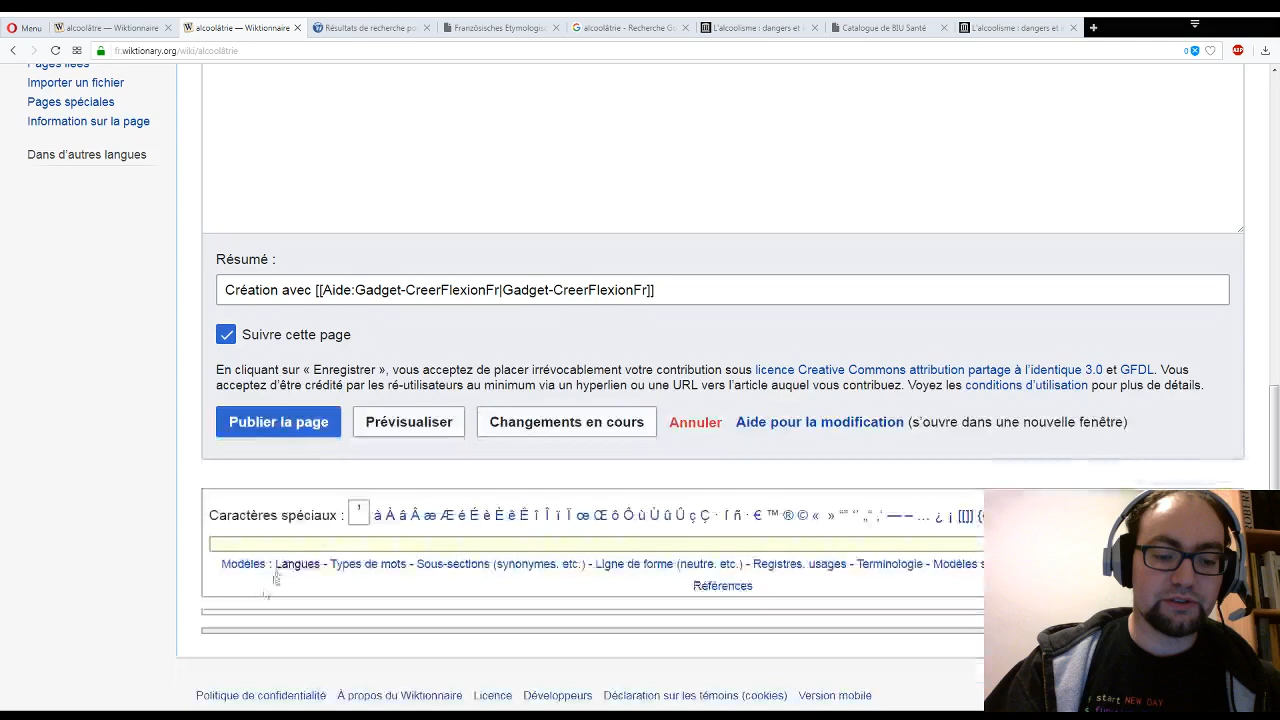 Menu
alcoolâtre — Wiktionnaire
alcoolâtrie — Wiktionnaire
Résultats de recherche po
Französisches Etymologis
alcoolâtrie - Recherche Go
L'alcoolisme : dangers et r
Catalogue de BIU Santé
L'alcoolisme : dangers et r
fr.wiktionary.org/wiki/alcoolâtrie
0
ABP
Pages liées
Importer un fichier
Pages spéciales
Information sur la page
Dans d'autres langues
Résumé :
Création avec [[Aide:Gadget-CreerFlexionFr|Gadget-CreerFlexionFr]]
Suivre cette page
En cliquant sur « Enregistrer », vous acceptez de placer irrévocablement votre contribution sous licence Creative Commons attribution partage à l'identique 3.0 et GFDL. Vous
acceptez d'être crédité par les ré-utilisateurs au minimum via un hyperlien ou une URL vers l'article auquel vous contribuez. Voyez les conditions d'utilisation pour plus de détails.
Publier la page
Prévisualiser
Changements en cours
Annuler
Aide pour la modification (s'ouvre dans une nouvelle fenêtre)
Caractères spéciaux : ' à À â Â æ Æ é É è È ê Ê î Î ï Ï œ Œ ô Ô ù Ù û Û ç Ç
€ ™ ® © « »
— – … ¿ ¡ [[]]
Modèles : Langues - Types de mots - Sous-sections (synonymes, etc.) - Ligne de forme (neutre, etc.) - Registres, usages - Terminologie - Modèles
Références
Politique de confidentialité
À propos du Wiktionnaire
Licence
Développeurs
Déclaration sur les témoins (cookies)
Version mobile
start NEW DAY